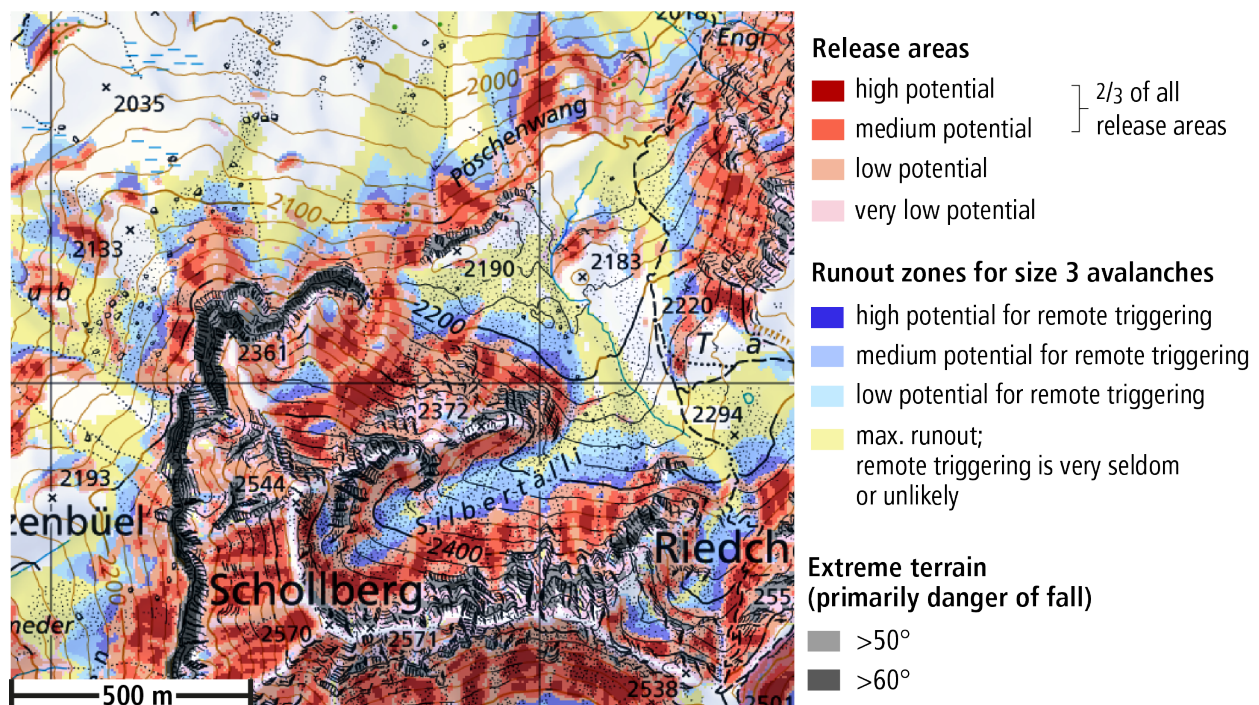 2018
Engi
2035
2000
Pöschenwang
2100
2133
2190
2183
u b
2200
2220
T a
2361
2372
2294
2193
2544
Silbertälli
zenbüel
2400
Riedch
Schollberg
255
neder
2570
2571
n
2538
2501
500 m
Release areas
high potential
medium potential
2/3 of all
release areas
low potential
very low potential
Runout zones for size 3 avalanches
high potential for remote triggering
medium potential for remote triggering
low potential for remote triggering
max. runout;
remote triggering is very seldom
or unlikely
Extreme terrain
(primarily danger of fall)
>50°
>60°